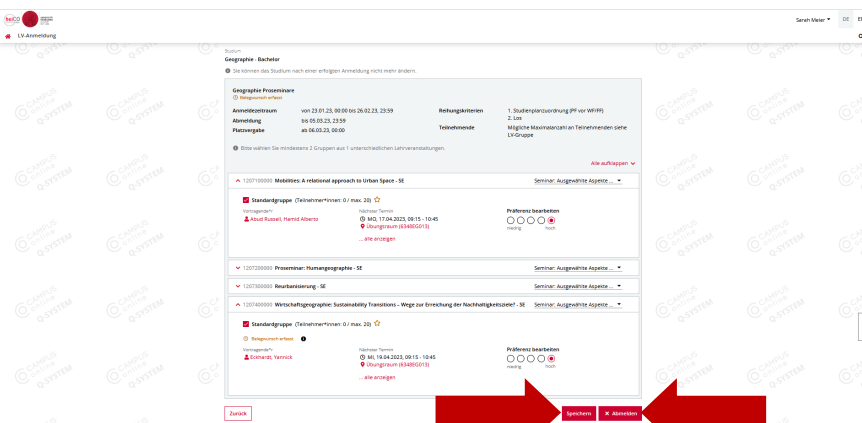 heiCO
Sarah Meier
DE
LV-Anmeldung
Studium
Geographie - Bachelor
Sie können das Studium nach einer erfolgten Anmeldung nicht mehr ändern.
Geographie Proseminare
Belegwunsch erfasst
Anmeldezeitraum von 23.01.23, 00:00 bis 26.02.23, 23:59 Reihungskriterien 1. Studienplanzuordnung (PF vor WF/FF)
Abmeldung bis 05.03.23, 23:59 2. Los
Platzvergabe ab 06.03.23, 00:00 Teilnehmende Mögliche Maximalanzahl an Teilnehmenden siehe
LV-Gruppe
Bitte wählen Sie mindestens 2 Gruppen aus 1 unterschiedlichen Lehrveranstaltungen.
Alle aufklappen
1207100000 Mobilities: A relational approach to Urban Space - SE Seminar: Ausgewählte Aspekte ...
Standardgruppe (Teilnehmer*innen: 0 / max. 20)
Vortragende*r Nächster Termin Präferenz bearbeiten
Abud Russell, Hamid Alberto MO, 17.04.2023, 09:15 - 10:45
Übungsraum (6348EG013) niedrig hoch
... alle anzeigen
1207200000 Proseminar: Humangeographie - SE Seminar: Ausgewählte Aspekte ...
1207300000 Reurbanisierung - SE Seminar: Ausgewählte Aspekte ...
1207400000 Wirtschaftsgeographie: Sustainability Transitions – Wege zur Erreichung der Nachhaltigkeitsziele? - SE Seminar: Ausgewählte Aspekte ...
Standardgruppe (Teilnehmer*innen: 0 / max. 20)
Belegwunsch erfasst
Vortragende*r Nächster Termin Präferenz bearbeiten
Eckhardt, Yannick MI, 19.04.2023, 09:15 - 10:45
Übungsraum (6348EG013) niedrig hoch
... alle anzeigen
Zurück Speichern Abmelden
CAMPUS online Q-SYSTEM